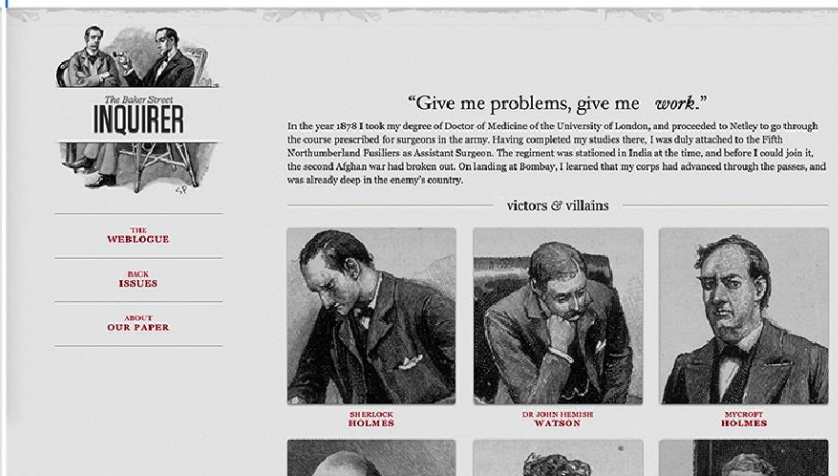 The Baker Street
INQUIRER
SP
THE
WEBLOGUE
BACK
ISSUES
ABOUT
OUR PAPER
“Give me problems, give me work.”
In the year 1878 I took my degree of Doctor of Medicine of the University of London, and proceeded to Netley to go through
the course prescribed for surgeons in the army. Having completed my studies there, I was duly attached to the Fifth
Northumberland Fusiliers as Assistant Surgeon. The regiment was stationed in India at the time, and before I could join it,
the second Afghan war had broken out. On landing at Bombay, I learned that my corps had advanced through the passes, and
was already deep in the enemy’s country.
victors & villains
SHERLOCK
HOLMES
DR JOHN HEMISH
WATSON
MYCROFT
HOLMES